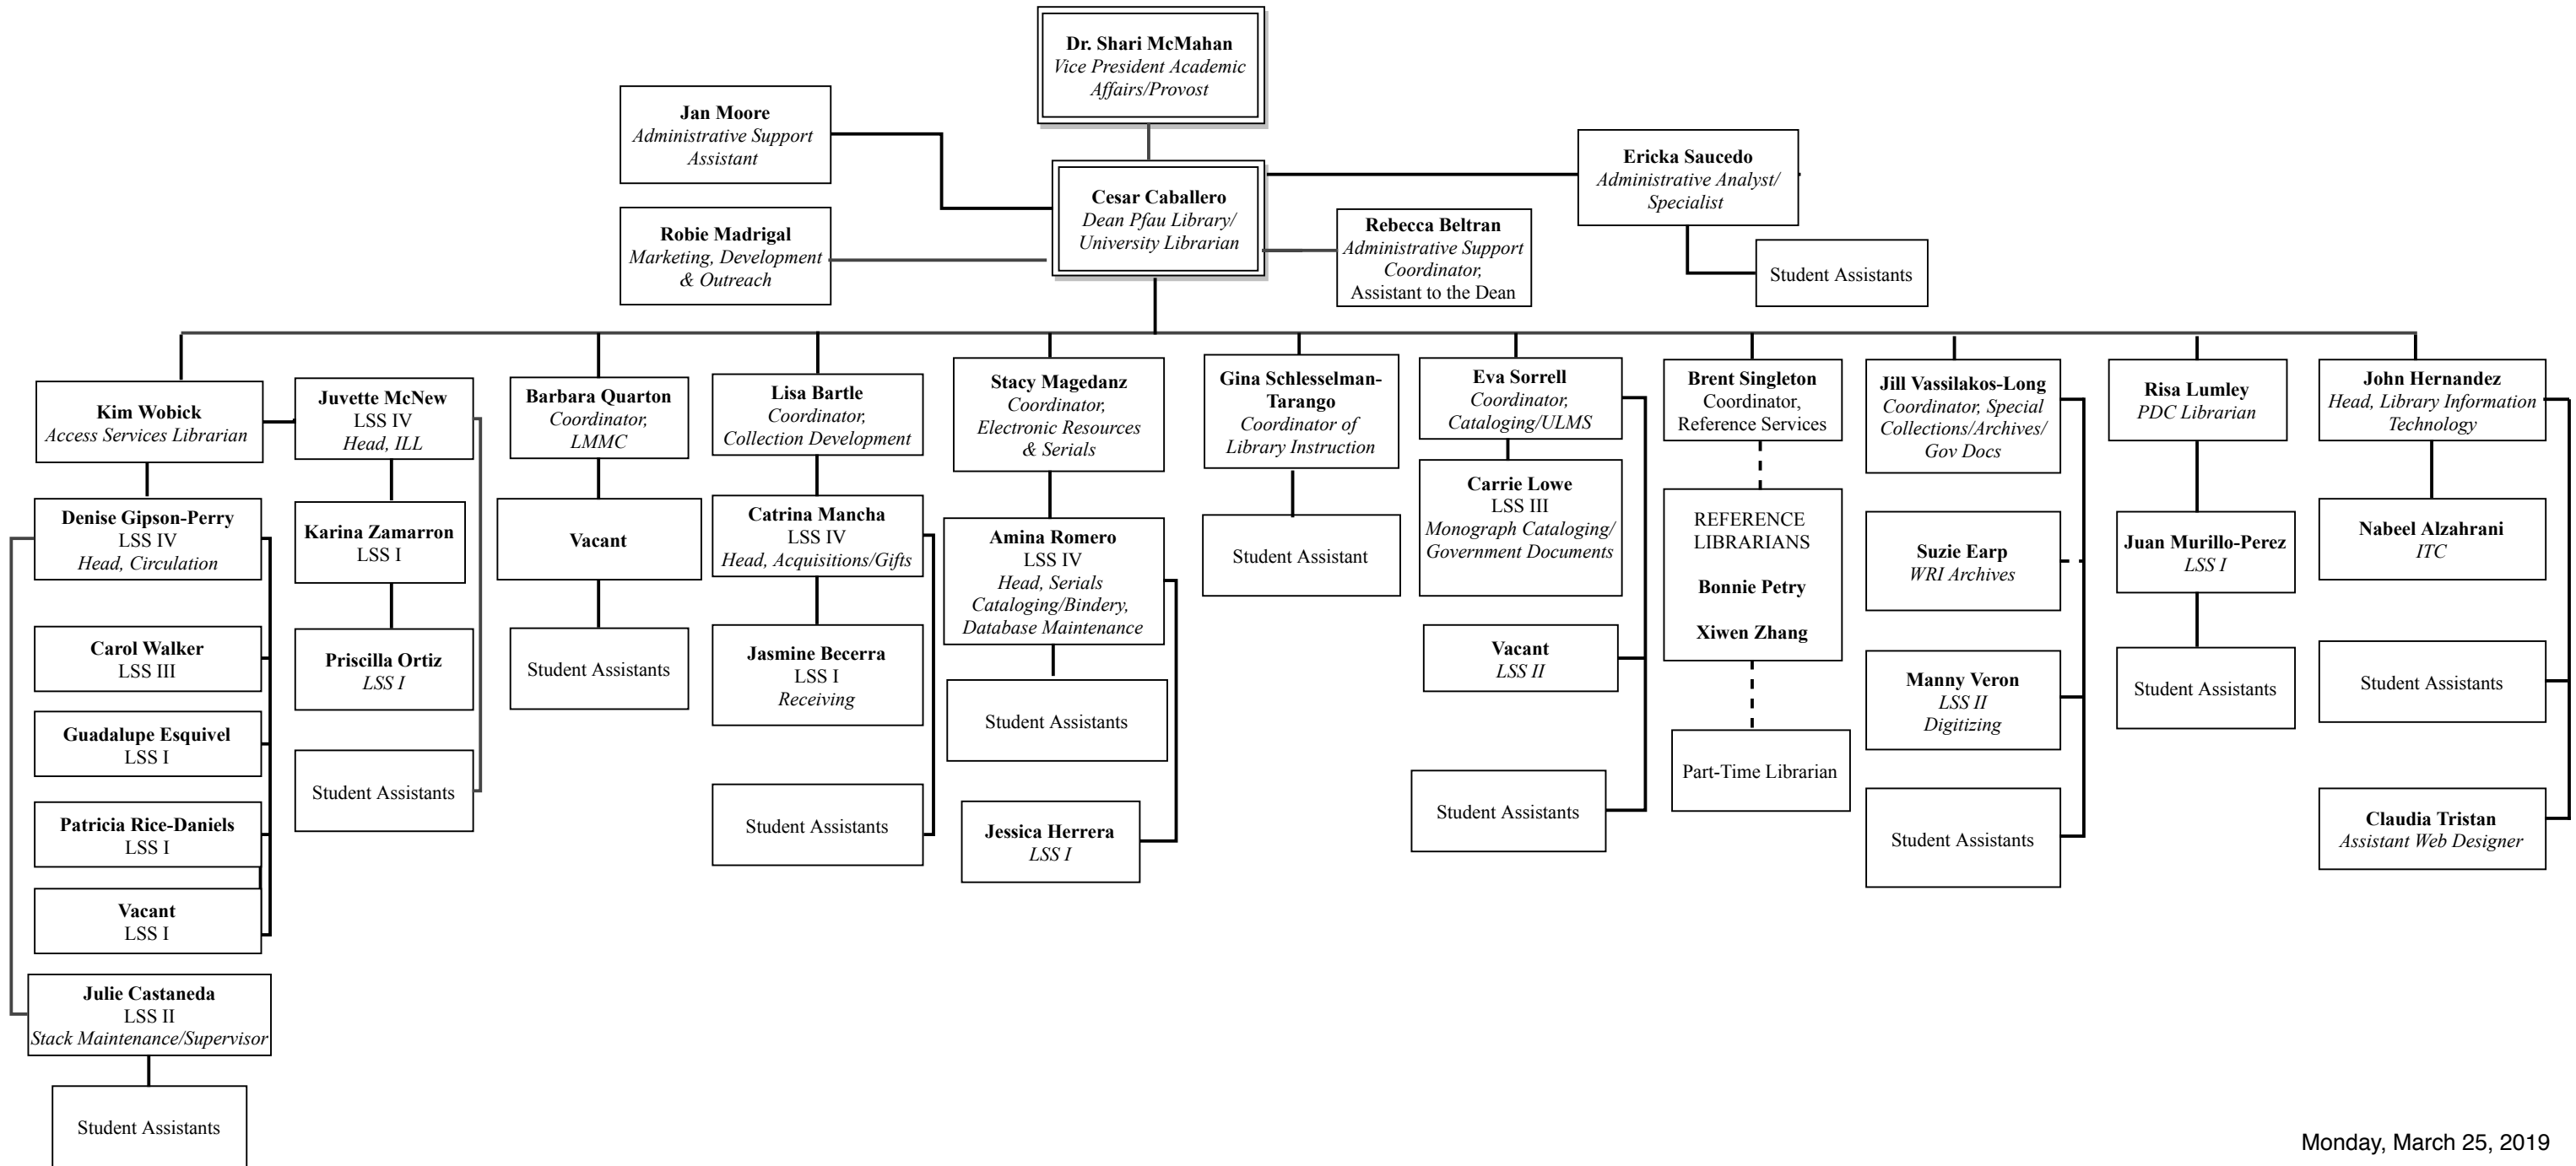 Dr. Shari McMahan
Vice President Academic
Affairs/Provost
Jan Moore
Administrative Support
Assistant
Cesar Caballero
Dean Pfau Library/
University Librarian
Ericka Saucedo
Administrative Analyst/
Specialist
Robie Madrigal
Marketing, Development
& Outreach
Rebecca Beltran
Administrative Support
Coordinator,
Assistant to the Dean
Student Assistants
Kim Wobick
Access Services Librarian
Denise Gipson-Perry
LSS IV
Head, Circulation
Carol Walker
LSS III
Guadalupe Esquivel
LSS I
Patricia Rice-Daniels
LSS I
Vacant
LSS I
Julie Castaneda
LSS II
Stack Maintenance/Supervisor
Student Assistants
Juvette McNew
LSS IV
Head, ILL
Karina Zamarron
LSS I
Priscilla Ortiz
LSS I
Student Assistants
Barbara Quarton
Coordinator,
LMMC
Vacant
Student Assistants
Lisa Bartle
Coordinator,
Collection Development
Catrina Mancha
LSS IV
Head, Acquisitions/Gifts
Jasmine Becerra
LSS I
Receiving
Student Assistants
Stacy Magedanz
Coordinator,
Electronic Resources
& Serials
Amina Romero
LSS IV
Head, Serials
Cataloging/Bindery,
Database Maintenance
Student Assistants
Jessica Herrera
LSS I
Gina Schlesselman-
Tarango
Coordinator of
Library Instruction
Student Assistant
Eva Sorrell
Coordinator,
Cataloging/ULMS
Carrie Lowe
LSS III
Monograph Cataloging/
Government Documents
Vacant
LSS II
Student Assistants
Brent Singleton
Coordinator,
Reference Services
REFERENCE
LIBRARIANS
Bonnie Petry
Xiwen Zhang
Part-Time Librarian
Jill Vassilakos-Long
Coordinator, Special
Collections/Archives/
Gov Docs
Suzie Earp
WRI Archives
Manny Veron
LSS II
Digitizing
Student Assistants
Risa Lumley
PDC Librarian
Juan Murillo-Perez
LSS I
Student Assistants
John Hernandez
Head, Library Information
Technology
Nabeel Alzahrani
ITC
Student Assistants
Claudia Tristan
Assistant Web Designer
Monday, March 25, 2019